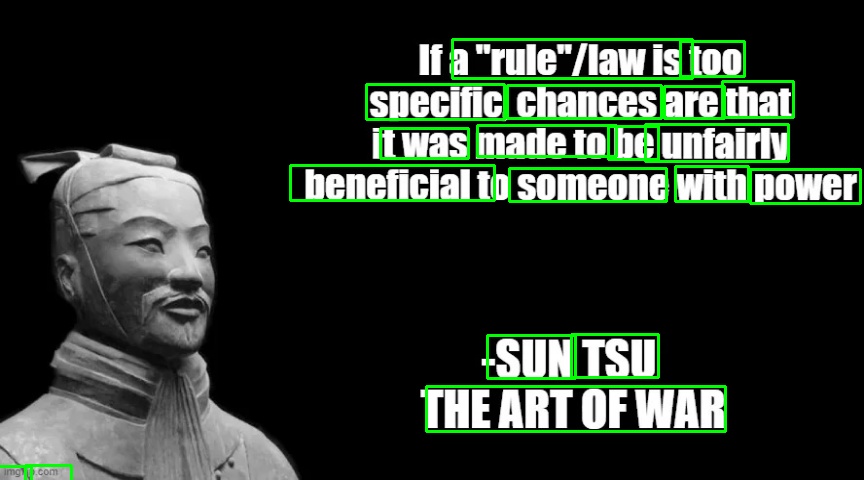 If a "rule"/law is too
specific chances are that
it was made to be unfairly
beneficial to someone with power
-SUN TSU
THE ART OF WAR
imgflip.com